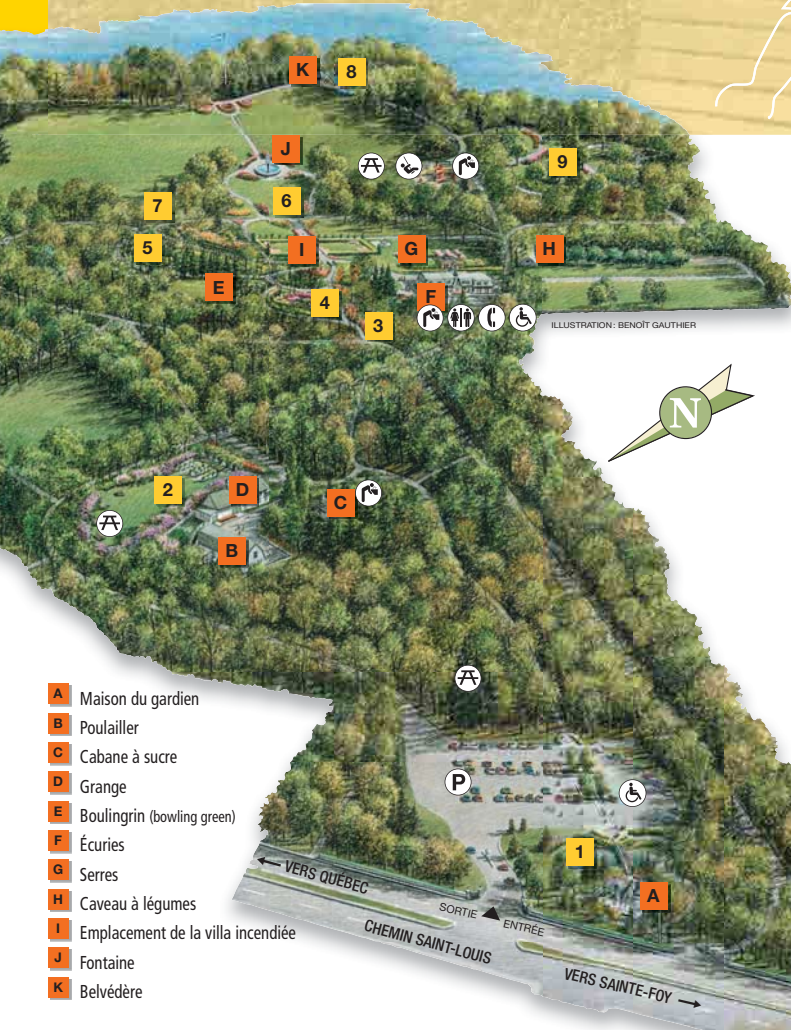 K
8
J
9
6
7
5
I
G
H
E
F
4
3
ILLUSTRATION: BENOÎT GAUTHIER
N
2
D
C
B
P
1
A
A Maison du gardien
B Poulailler
C Cabane à sucre
D Grange
E Boulingrin (bowling green)
F Écuries
G Serres
H Caveau à légumes
I Emplacement de la villa incendiée
J Fontaine
K Belvédère
← VERS QUÉBEC
SORTIE ▲ ENTRÉE
CHEMIN SAINT-LOUIS
VERS SAINTE-FOY →